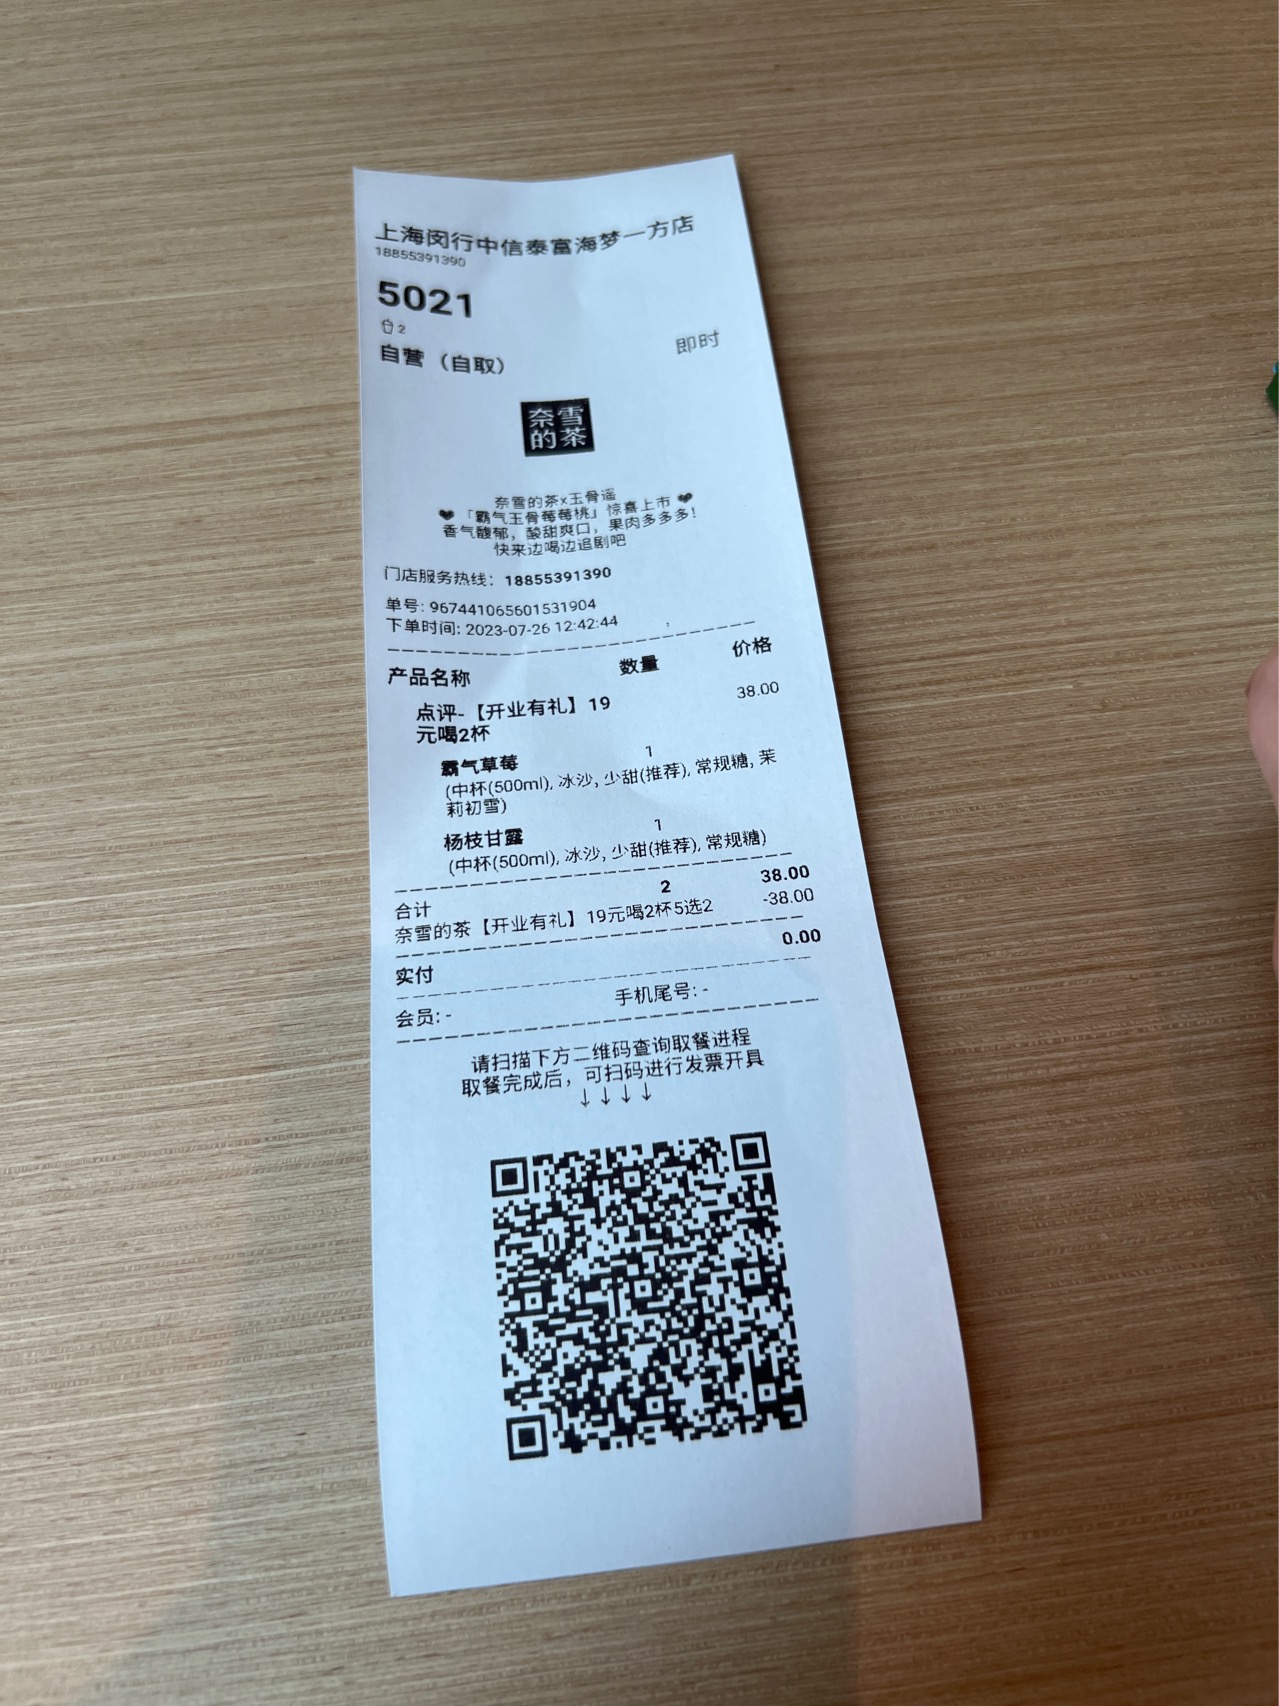 上海闵行中信泰富海梦一方店
18855391390
5021
2
自营（自取） 即时
奈雪
的茶
奈雪的茶x玉骨遥
❤「霸气玉骨莓莓桃」惊喜上市❤
香气馥郁，酸甜爽口，果肉多多多！
快来边喝边追剧吧
门店服务热线：18855391390
单号: 967441065601531904
下单时间: 2023-07-26 12:42:44
产品名称 数量 价格
点评-【开业有礼】19 38.00
元喝2杯
霸气草莓 1
(中杯(500ml), 冰沙, 少甜(推荐), 常规糖, 茉
莉初雪)
杨枝甘露 1
(中杯(500ml), 冰沙, 少甜(推荐), 常规糖)
合计 2 38.00
奈雪的茶【开业有礼】19元喝2杯5选2 -38.00
实付 0.00
会员: - 手机尾号: -
请扫描下方二维码查询取餐进程
取餐完成后，可扫码进行发票开具
↓↓↓↓